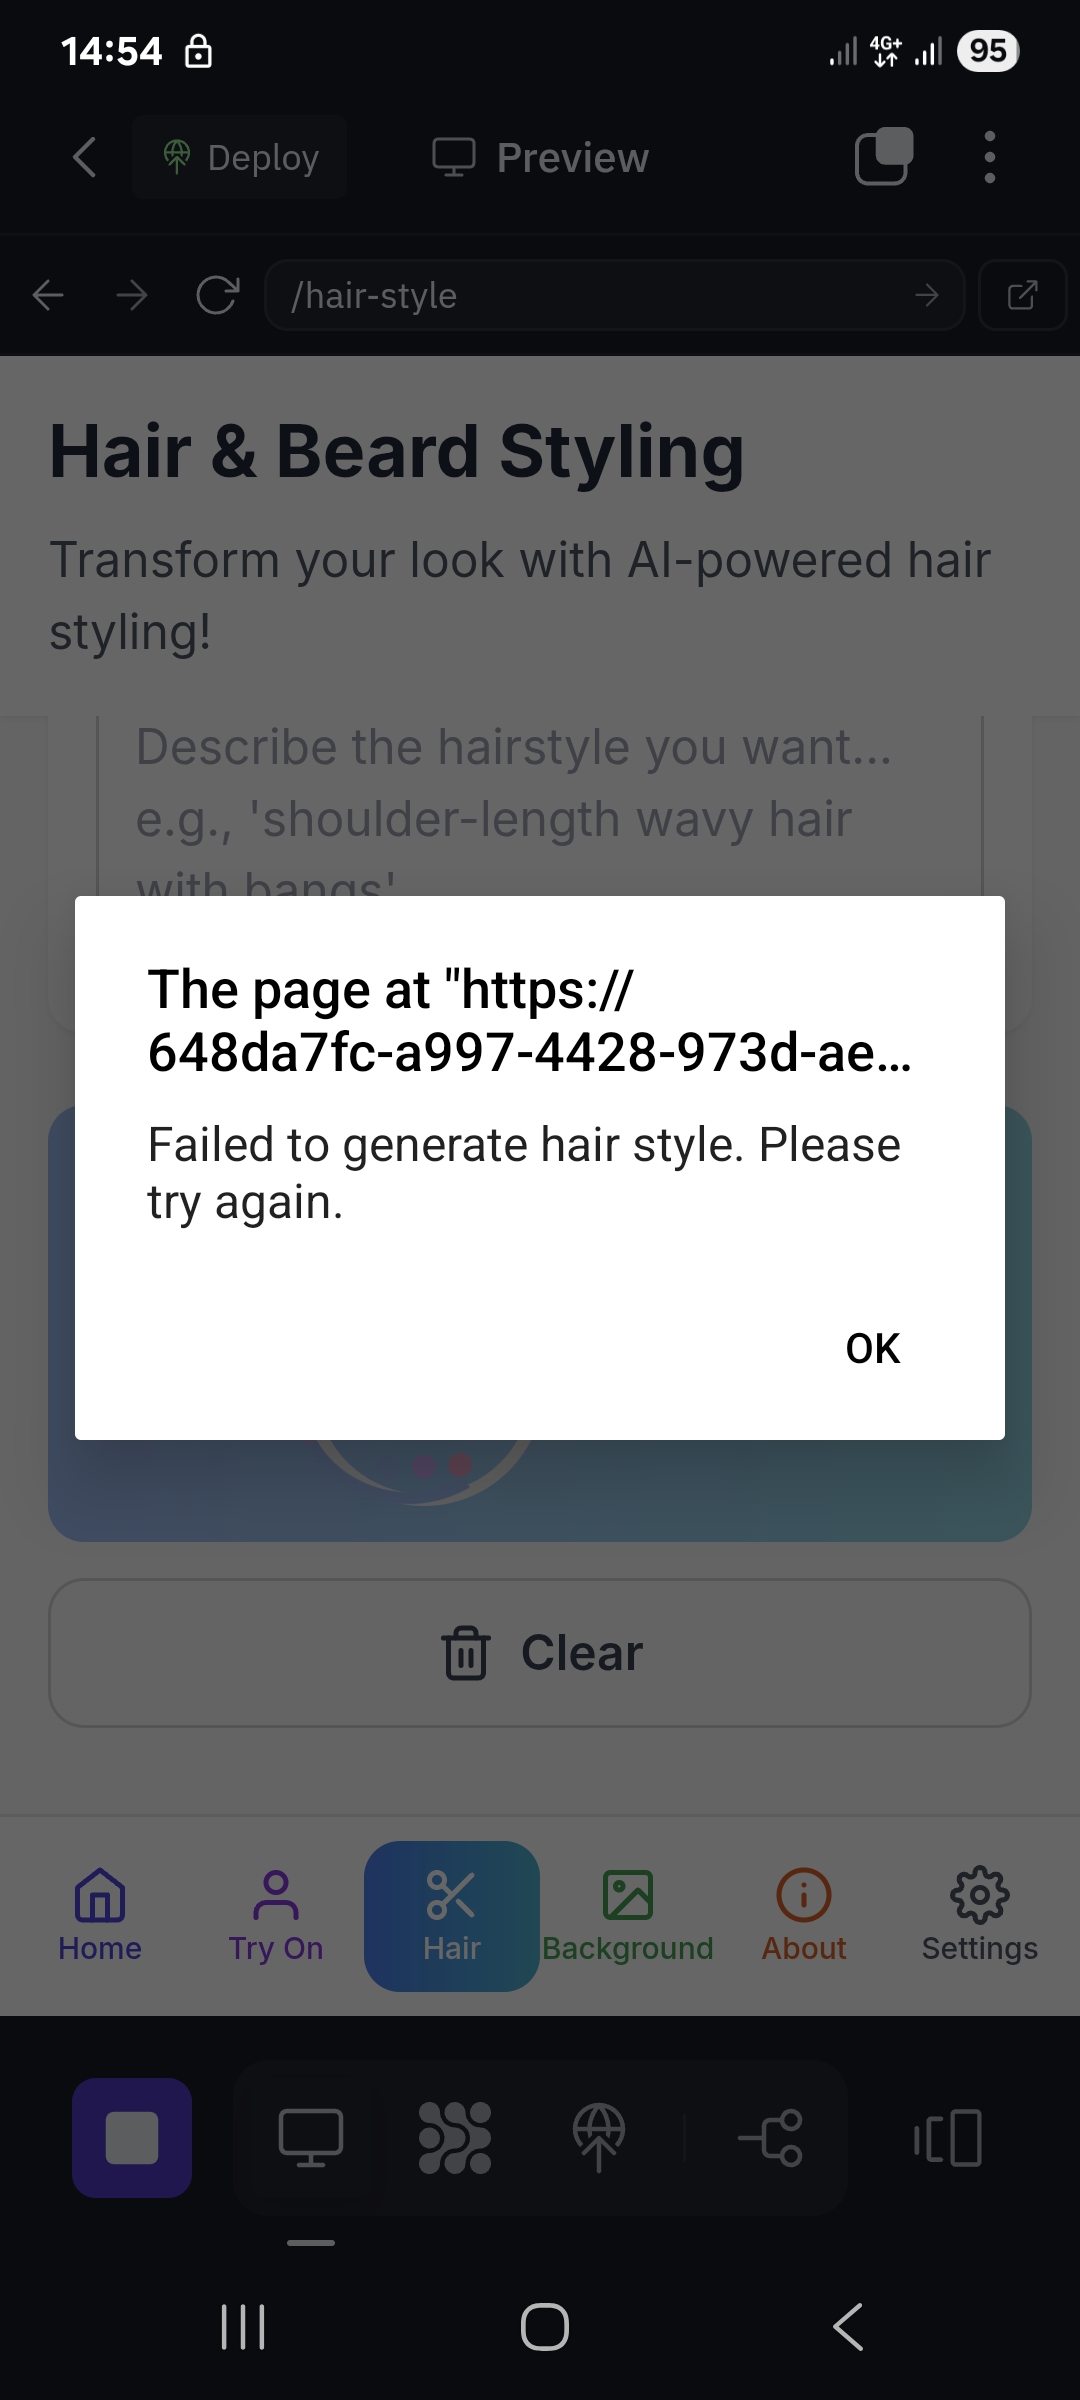 14:54
4G+
95
Deploy
Preview
/hair-style
Hair & Beard Styling
Transform your look with AI-powered hair
styling!
Describe the hairstyle you want...
e.g., 'shoulder-length wavy hair
with bangs'
The page at "https://
648da7fc-a997-4428-973d-ae...
Failed to generate hair style. Please
try again.
OK
Clear
Home
Try On
Hair
Background
About
Settings